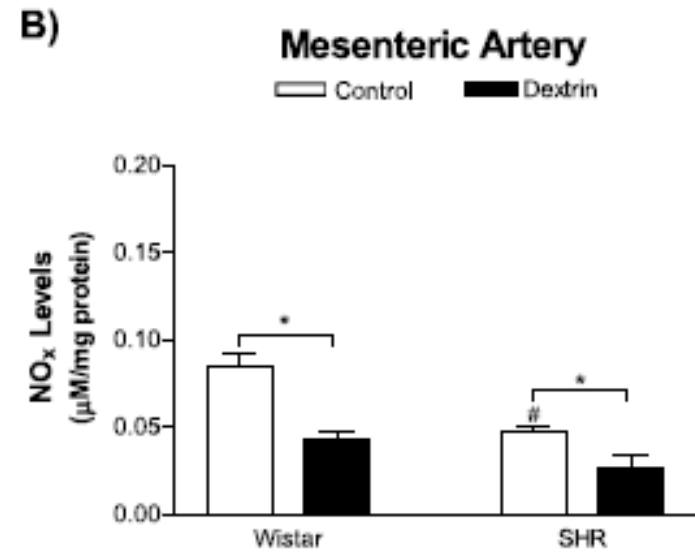 B)
Mesenteric Artery
Control Dextrin
NOx Levels
(μM/mg protein)
0.20
0.15
0.10
0.05
0.00
*
*
#
Wistar SHR